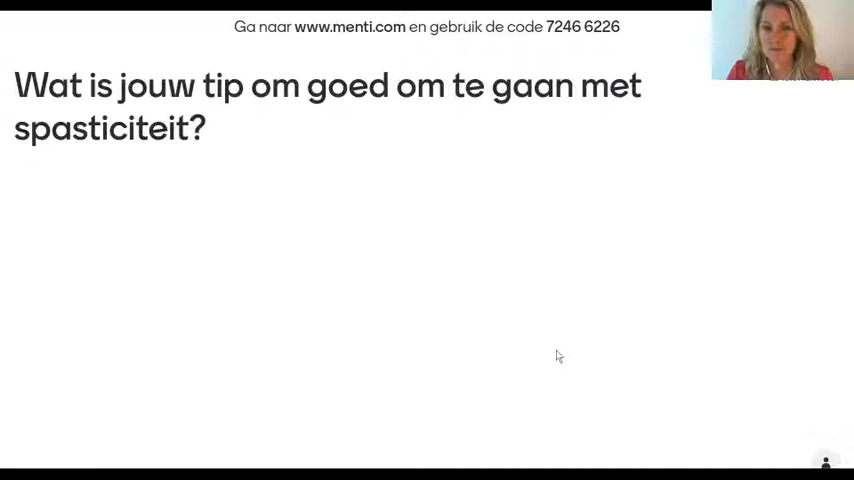 Ga naar www.menti.com en gebruik de code 7246 6226
Wat is jouw tip om goed om te gaan met
spasticiteit?